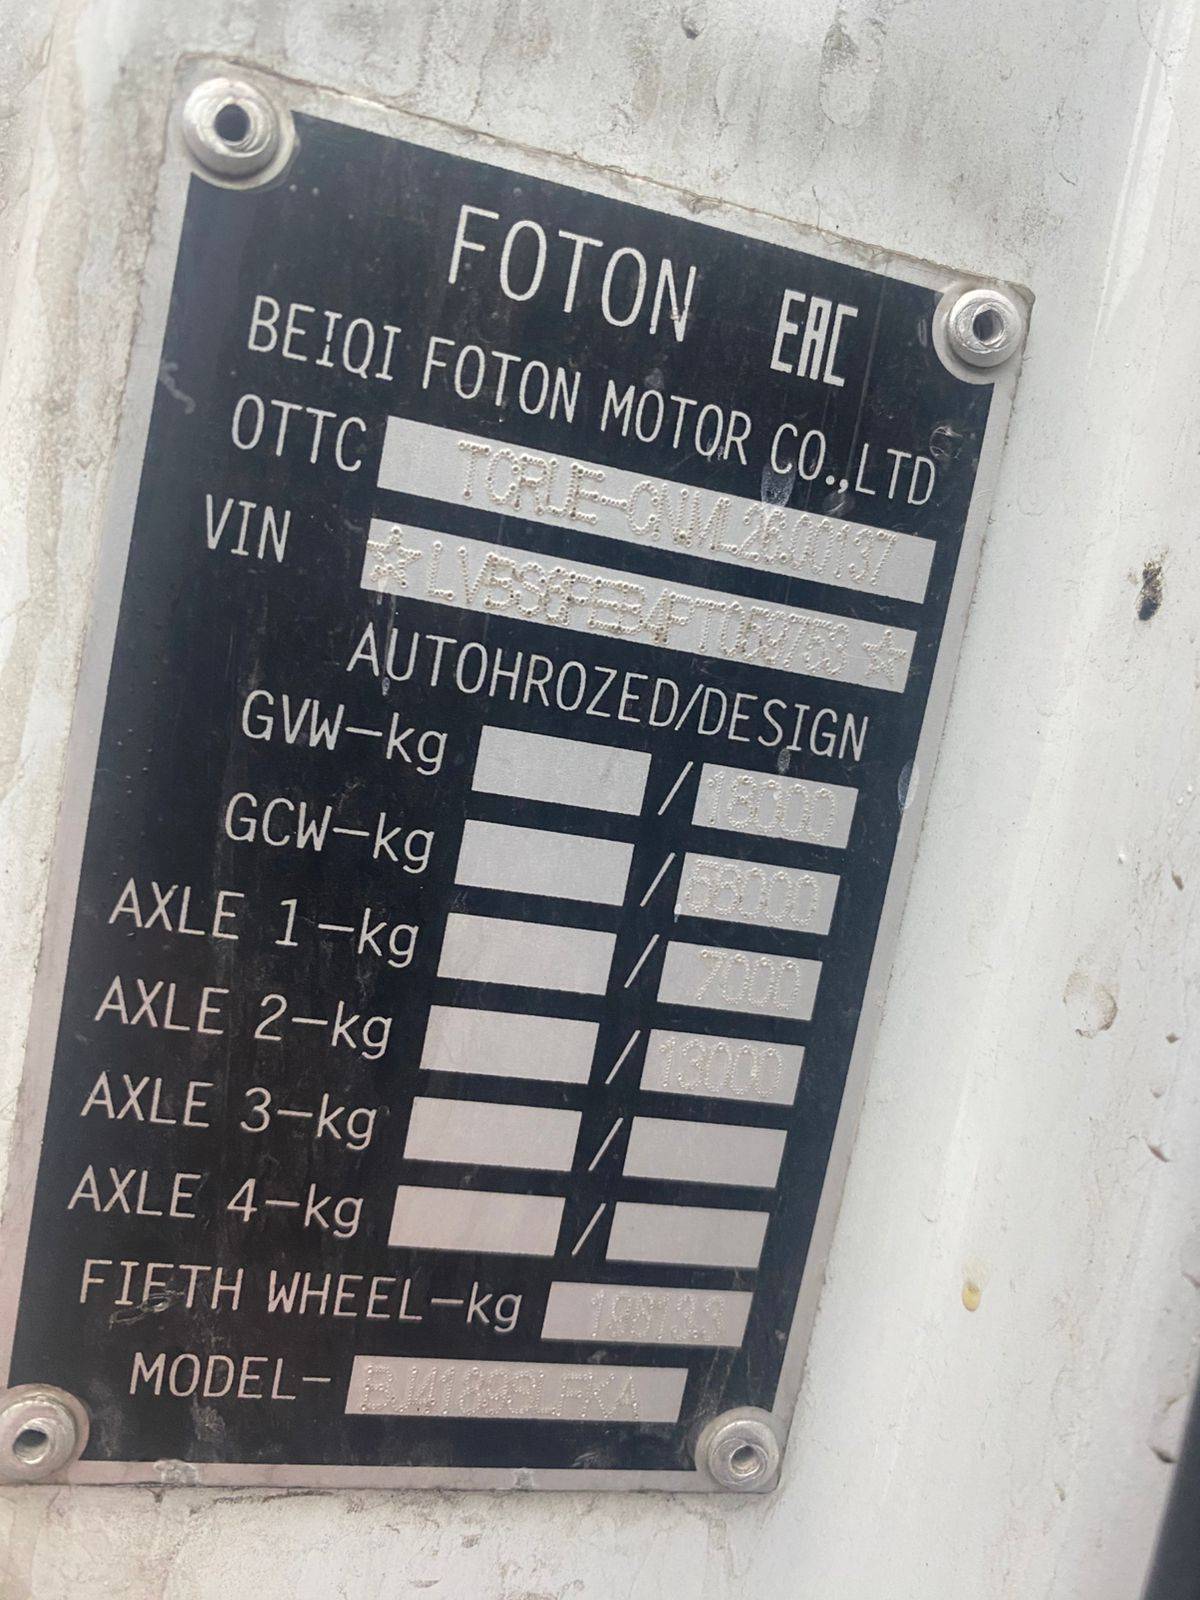 FOTON EAC
BEIQI FOTON MOTOR CO.,LTD
OTTC
VIN
AUTOHROZED/DESIGN
GVW-kg / 18000
GCW-kg / 68000
AXLE 1-kg / 7000
AXLE 2-kg / 13000
AXLE 3-kg /
AXLE 4-kg /
FIFTH WHEEL-kg
MODEL-